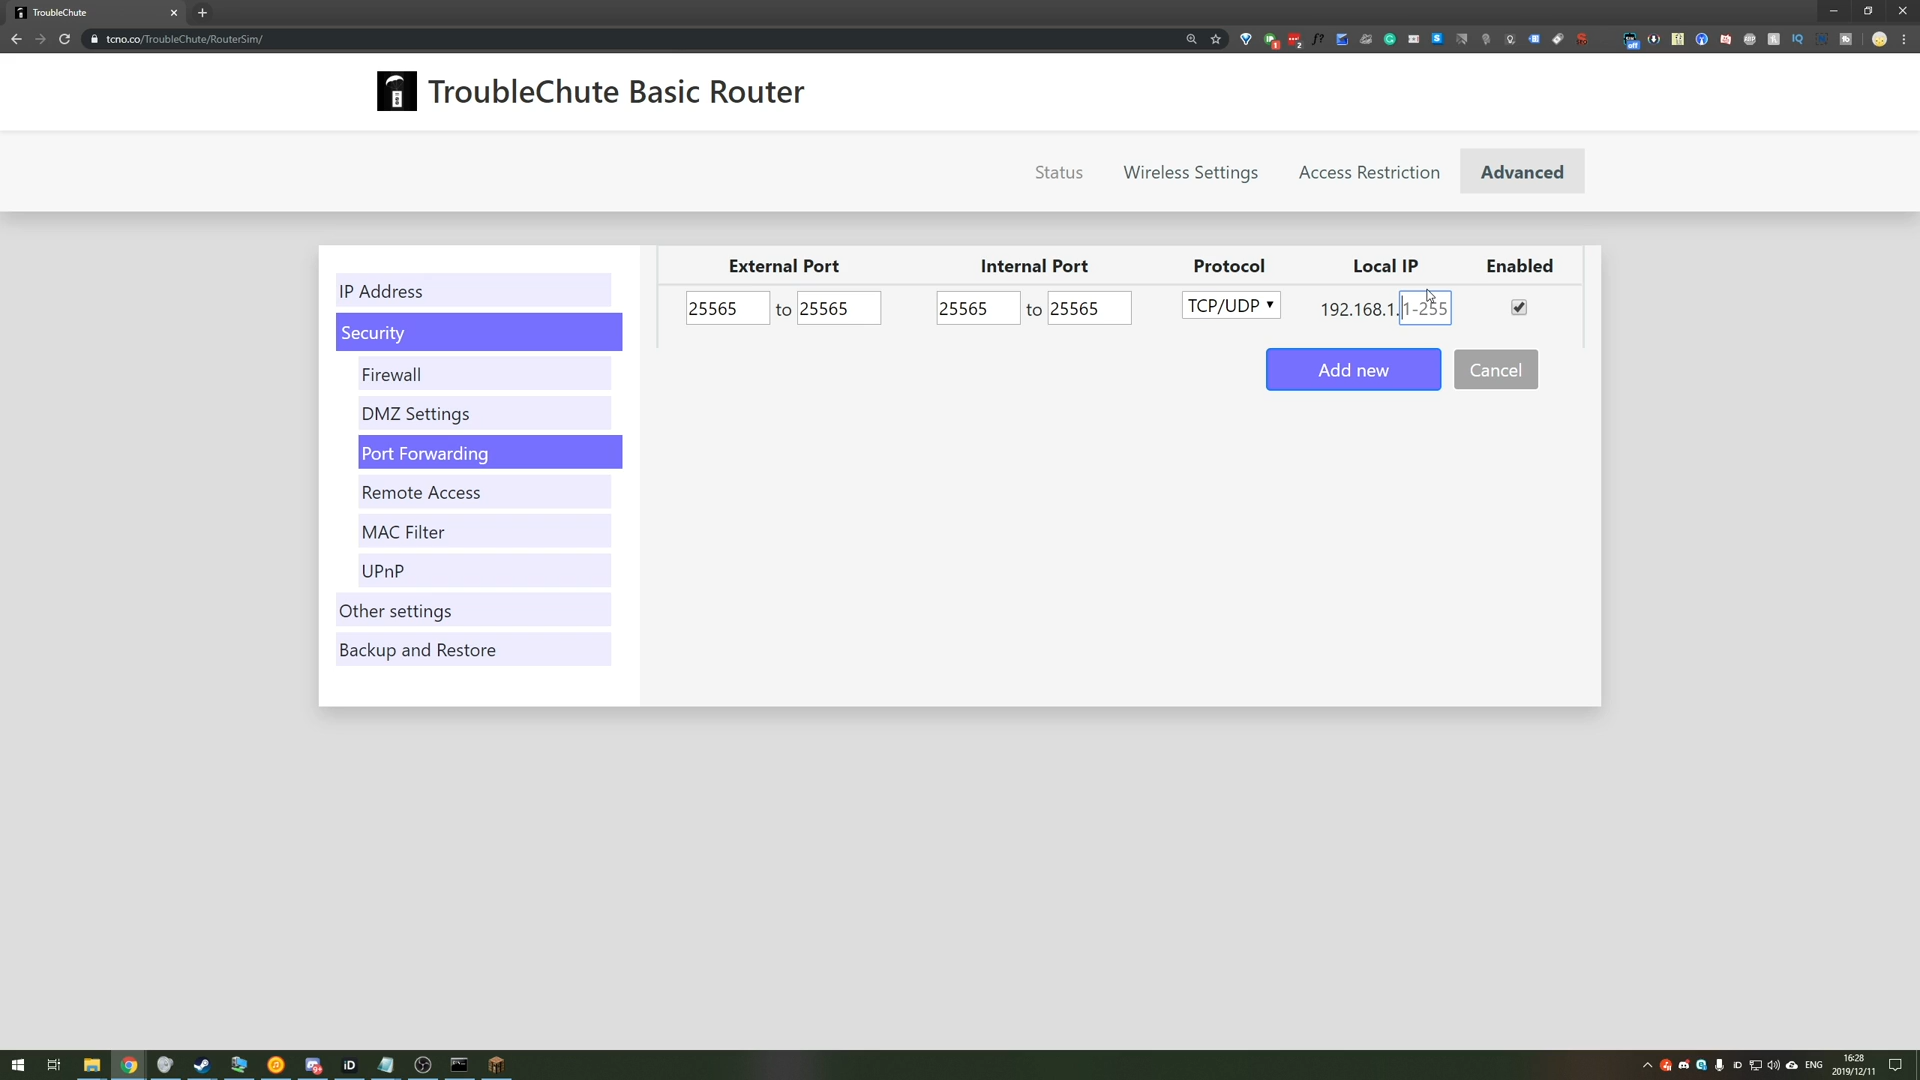 TroubleChute
tcno.co/TroubleChute/RouterSim/
TroubleChute Basic Router
Status
Wireless Settings
Access Restriction
Advanced
IP Address
Security
Firewall
DMZ Settings
Port Forwarding
Remote Access
MAC Filter
UPnP
Other settings
Backup and Restore
External Port Internal Port Protocol Local IP Enabled
25565 to 25565 25565 to 25565 TCP/UDP 192.168.1. 1-255
Add new Cancel
ENG
16:28
2019/12/11